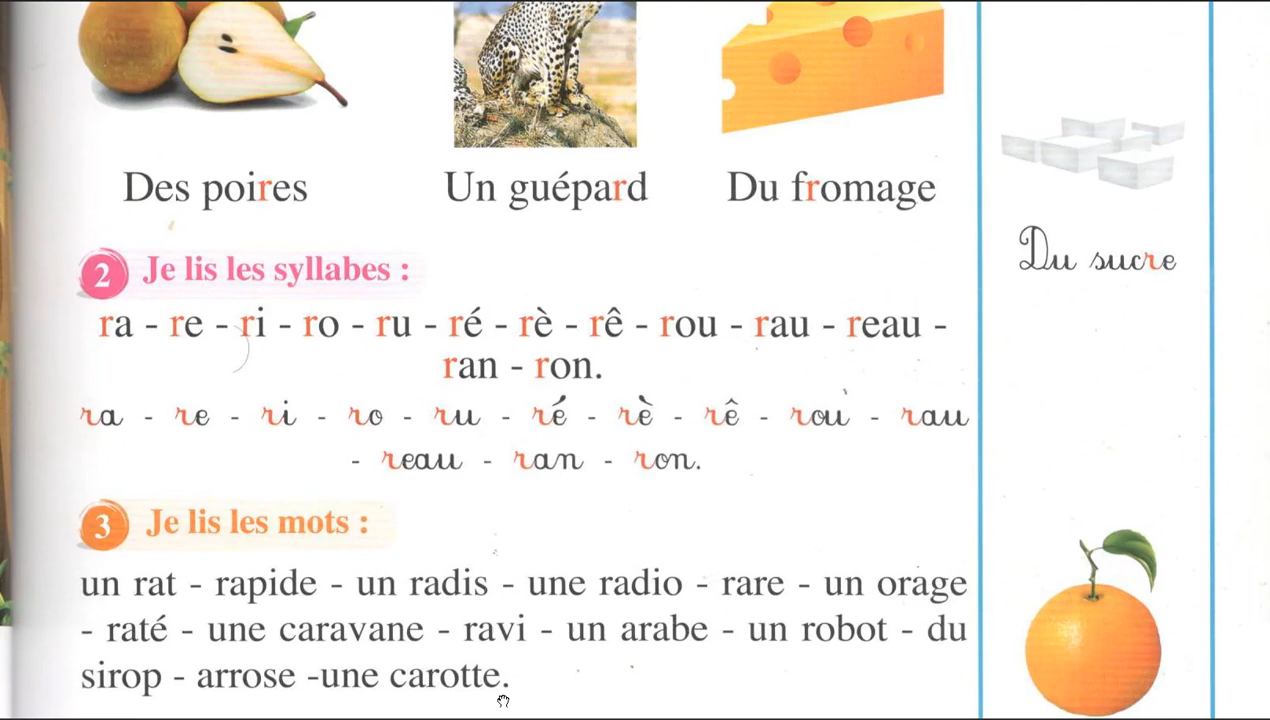 Des poires
Un guépard
Du fromage
Du sucre
2 Je lis les syllabes :
ra - re - ri - ro - ru - ré - rè - rê - rou - rau - reau -
ran - ron.
ra - re - ri - ro - ru - ré - rè - rê - rou - rau
- reau - ran - ron.
3 Je lis les mots :
un rat - rapide - un radis - une radio - rare - un orage
- raté - une caravane - ravi - un arabe - un robot - du
sirop - arrose -une carotte.